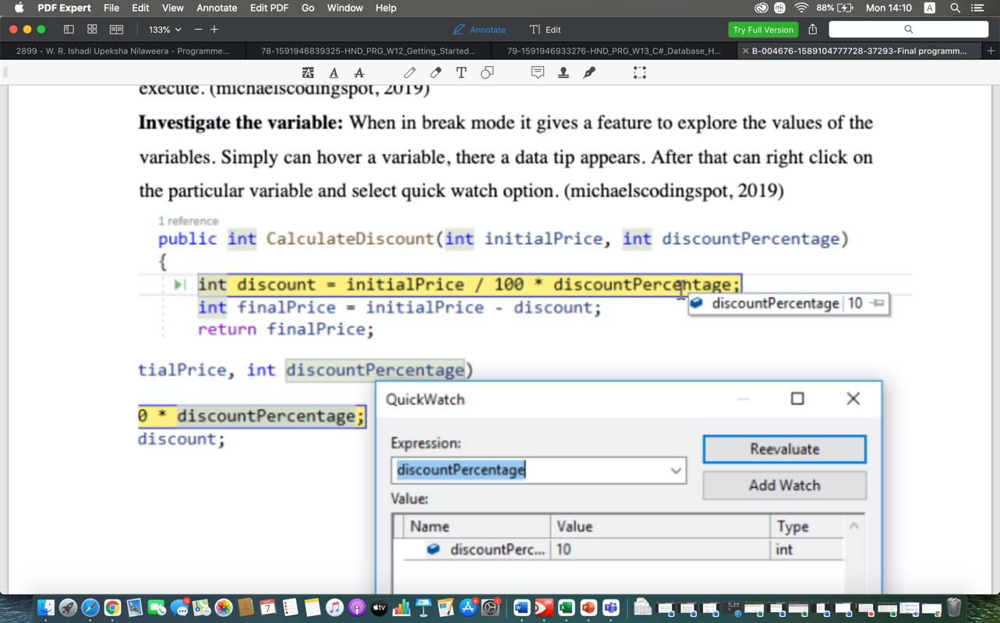 PDF Expert File Edit View Annotate Edit PDF Go Window Help
mk 88% Mon 14:10 A
133% Annotate T Edit Try Full Version
2899 - W. R. Ishadi Upeksha Nilaweera - Programme... 78-1591946839325-HND_PRG_W12_Getting_Started... 79-1591946933276-HND_PRG_W13_C#_Database_H... B-004676-1589104777728-37293-Final programm...
execute. (michaelscodingspot, 2019)
Investigate the variable: When in break mode it gives a feature to explore the values of the
variables. Simply can hover a variable, there a data tip appears. After that can right click on
the particular variable and select quick watch option. (michaelscodingspot, 2019)
1 reference
public int CalculateDiscount(int initialPrice, int discountPercentage)
{
int discount = initialPrice / 100 * discountPercentage;
discountPercentage 10
int finalPrice = initialPrice - discount;
return finalPrice;
tialPrice, int discountPercentage)
0 * discountPercentage;
discount;
QuickWatch
Expression:
Reevaluate
discountPercentage
Add Watch
Value:
Name Value Type
discountPerc... 10 int